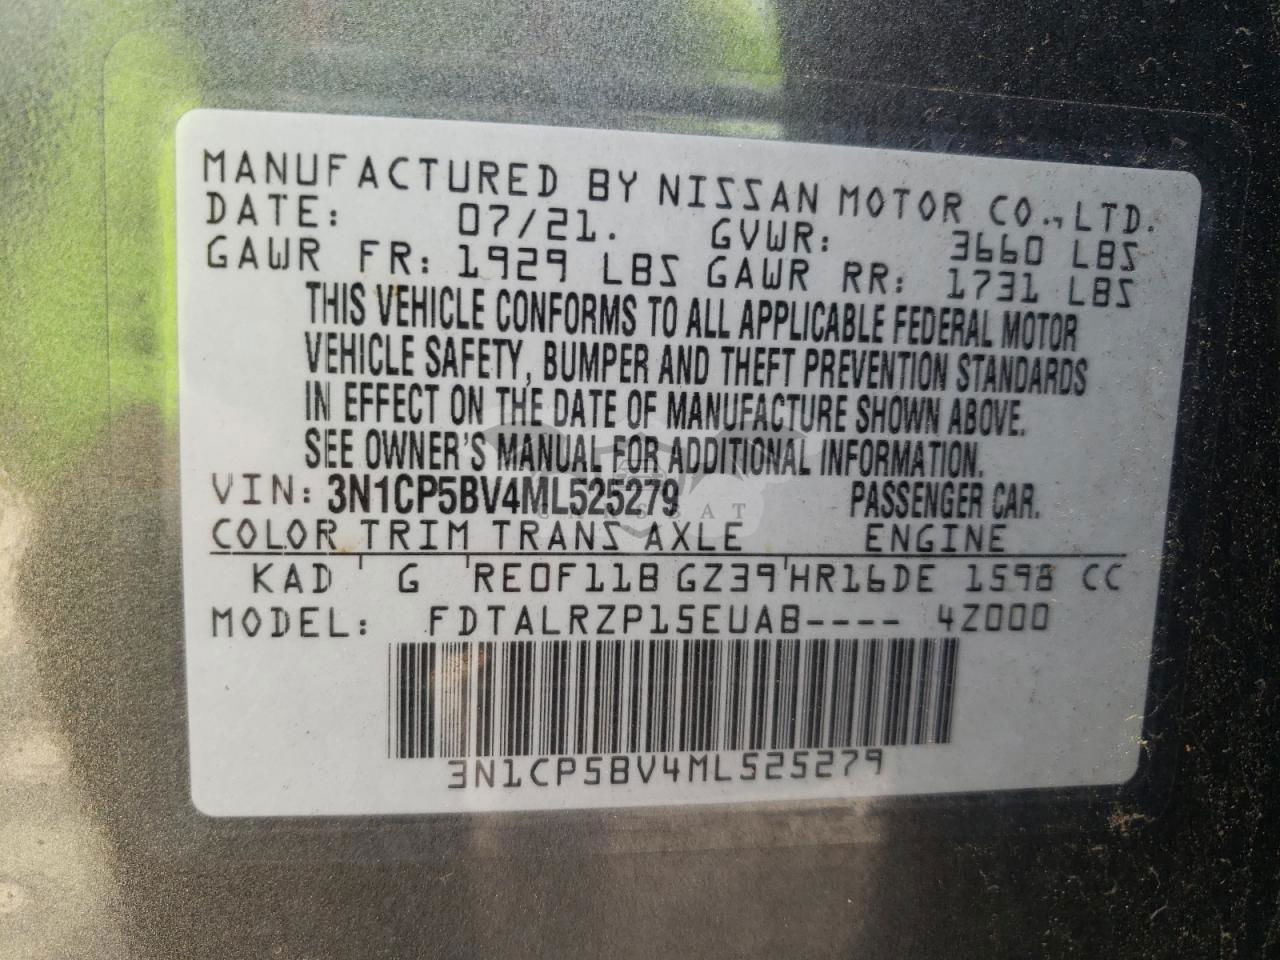 MANUFACTURED BY NISSAN MOTOR CO., LTD.
DATE: 07/21. GVWR: 3660 LBS
GAWR FR: 1929 LBS GAWR RR: 1731 LBS
THIS VEHICLE CONFORMS TO ALL APPLICABLE FEDERAL MOTOR
VEHICLE SAFETY, BUMPER AND THEFT PREVENTION STANDARDS
IN EFFECT ON THE DATE OF MANUFACTURE SHOWN ABOVE.
SEE OWNER'S MANUAL FOR ADDITIONAL INFORMATION.
VIN: 3N1CP5BV4ML525279 PASSENGER CAR.
COLOR TRIM TRANS AXLE ENGINE
KAD G RE0F11B GZ39 HR16DE 1598 CC
MODEL: FDTALRZP15EUAB---- 4Z000
3N1CP5BV4ML525279